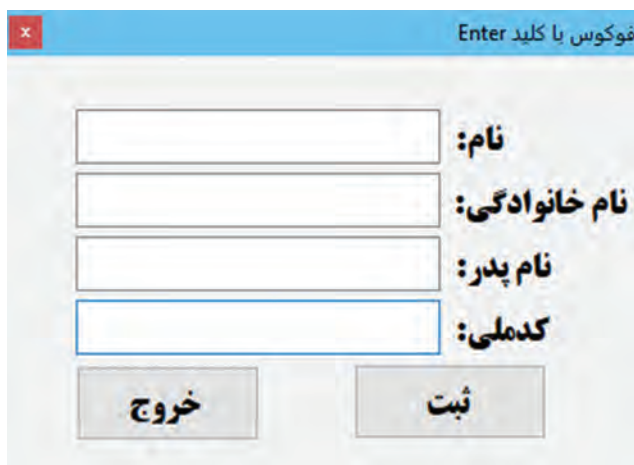 فوکوس با کلید Enter
x
نام:
نام خانوادگی:
نام پدر:
کدملی:
ثبت
خروج